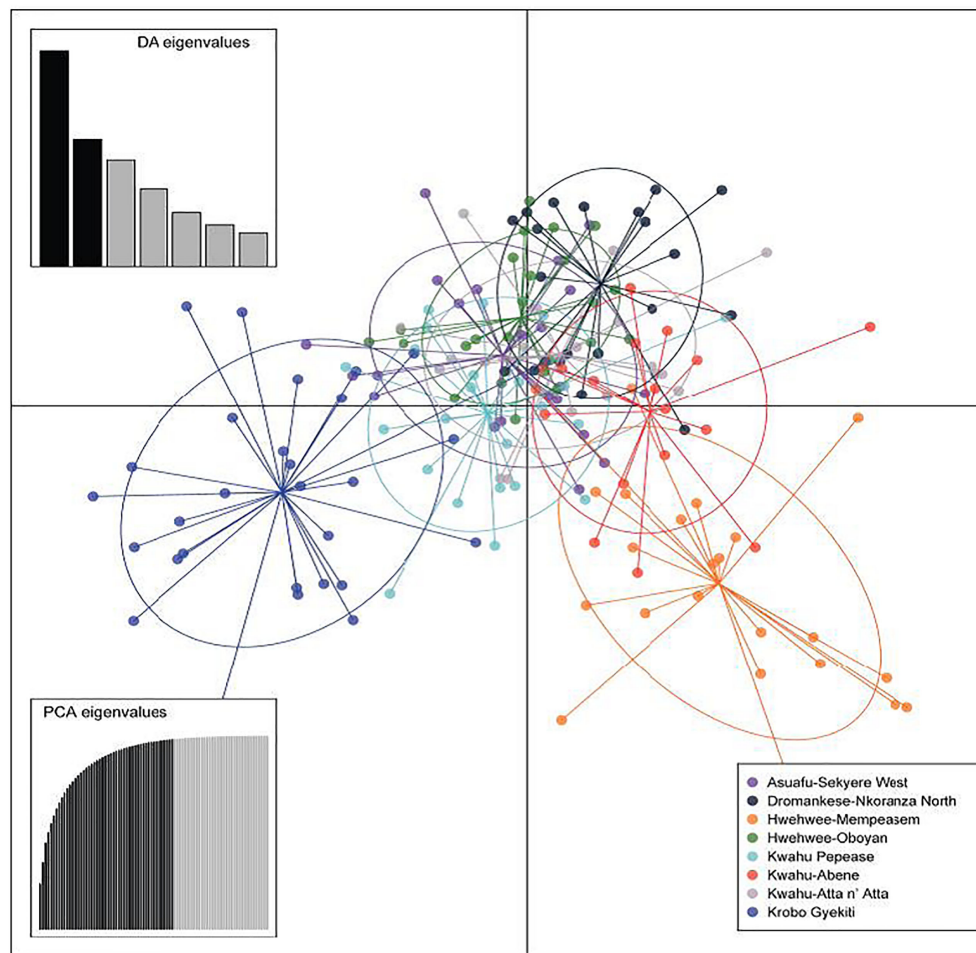 DA eigenvalues
PCA eigenvalues
Asuafu-Sekyere West
Dromankese-Nkoranza North
Hwehwee-Mempeasem
Hwehwee-Oboyan
Kwahu Pepease
Kwahu-Abene
Kwahu-Atta n' Atta
Krobo Gyekiti